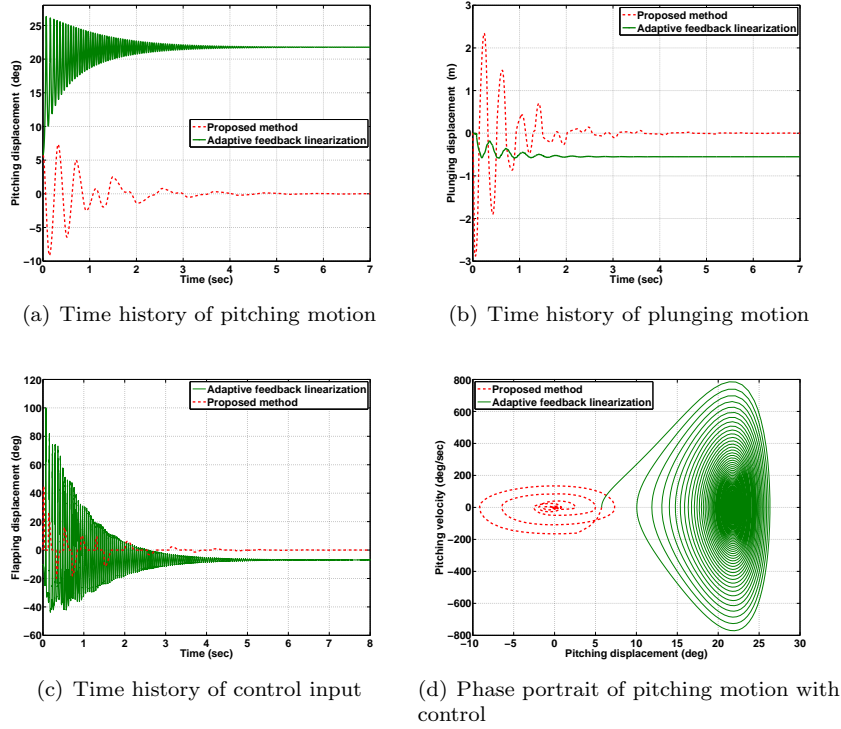 25
20
15
10
5
0
−5
−10
0 1 2 3 4 5 6 7
Pitching displacement (deg)
Time (sec)
Proposed method
Adaptive feedback linearization
(a) Time history of pitching motion
3
2
1
0
−1
−2
−3
0 1 2 3 4 5 6 7
Plunging displacement (m)
Time (sec)
Proposed method
Adaptive feedback linearization
(b) Time history of plunging motion
120
100
80
60
40
20
0
−20
−40
−60
0 1 2 3 4 5 6 7 8
Flapping displacement (deg)
Time (sec)
Adaptive feedback linearization
Proposed method
(c) Time history of control input
800
600
400
200
0
−200
−400
−600
−800
−10 −5 0 5 10 15 20 25 30
Pitching velocity (deg/sec)
Pitching displacement (deg)
Proposed method
Adaptive feedback linearization
(d) Phase portrait of pitching motion with
control